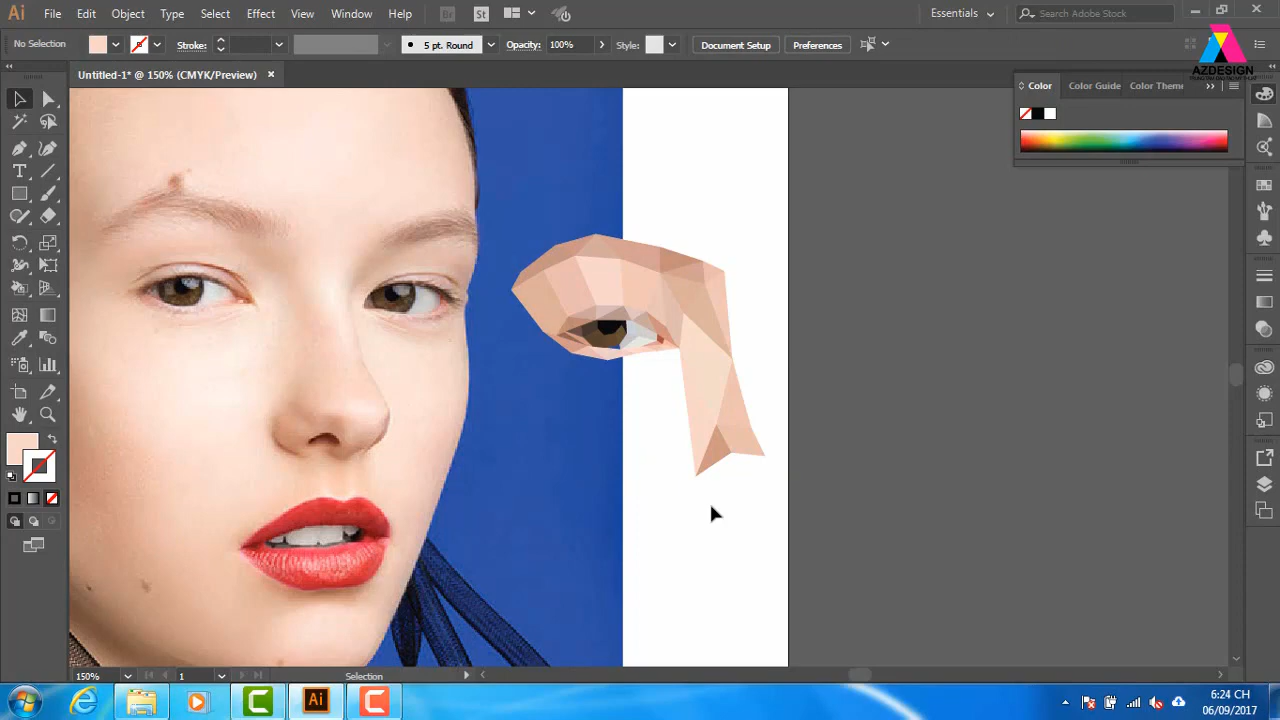 Ai File Edit Object Type Select Effect View Window Help Br St Essentials Search Adobe Stock
No Selection Stroke: 5 pt. Round Opacity: 100% Style: Document Setup Preferences
AZDESIGN
Untitled-1* @ 150% (CMYK/Preview)
Color Color Guide Color Theme
150% 1 Selection
Ai
6:24 CH
06/09/2017